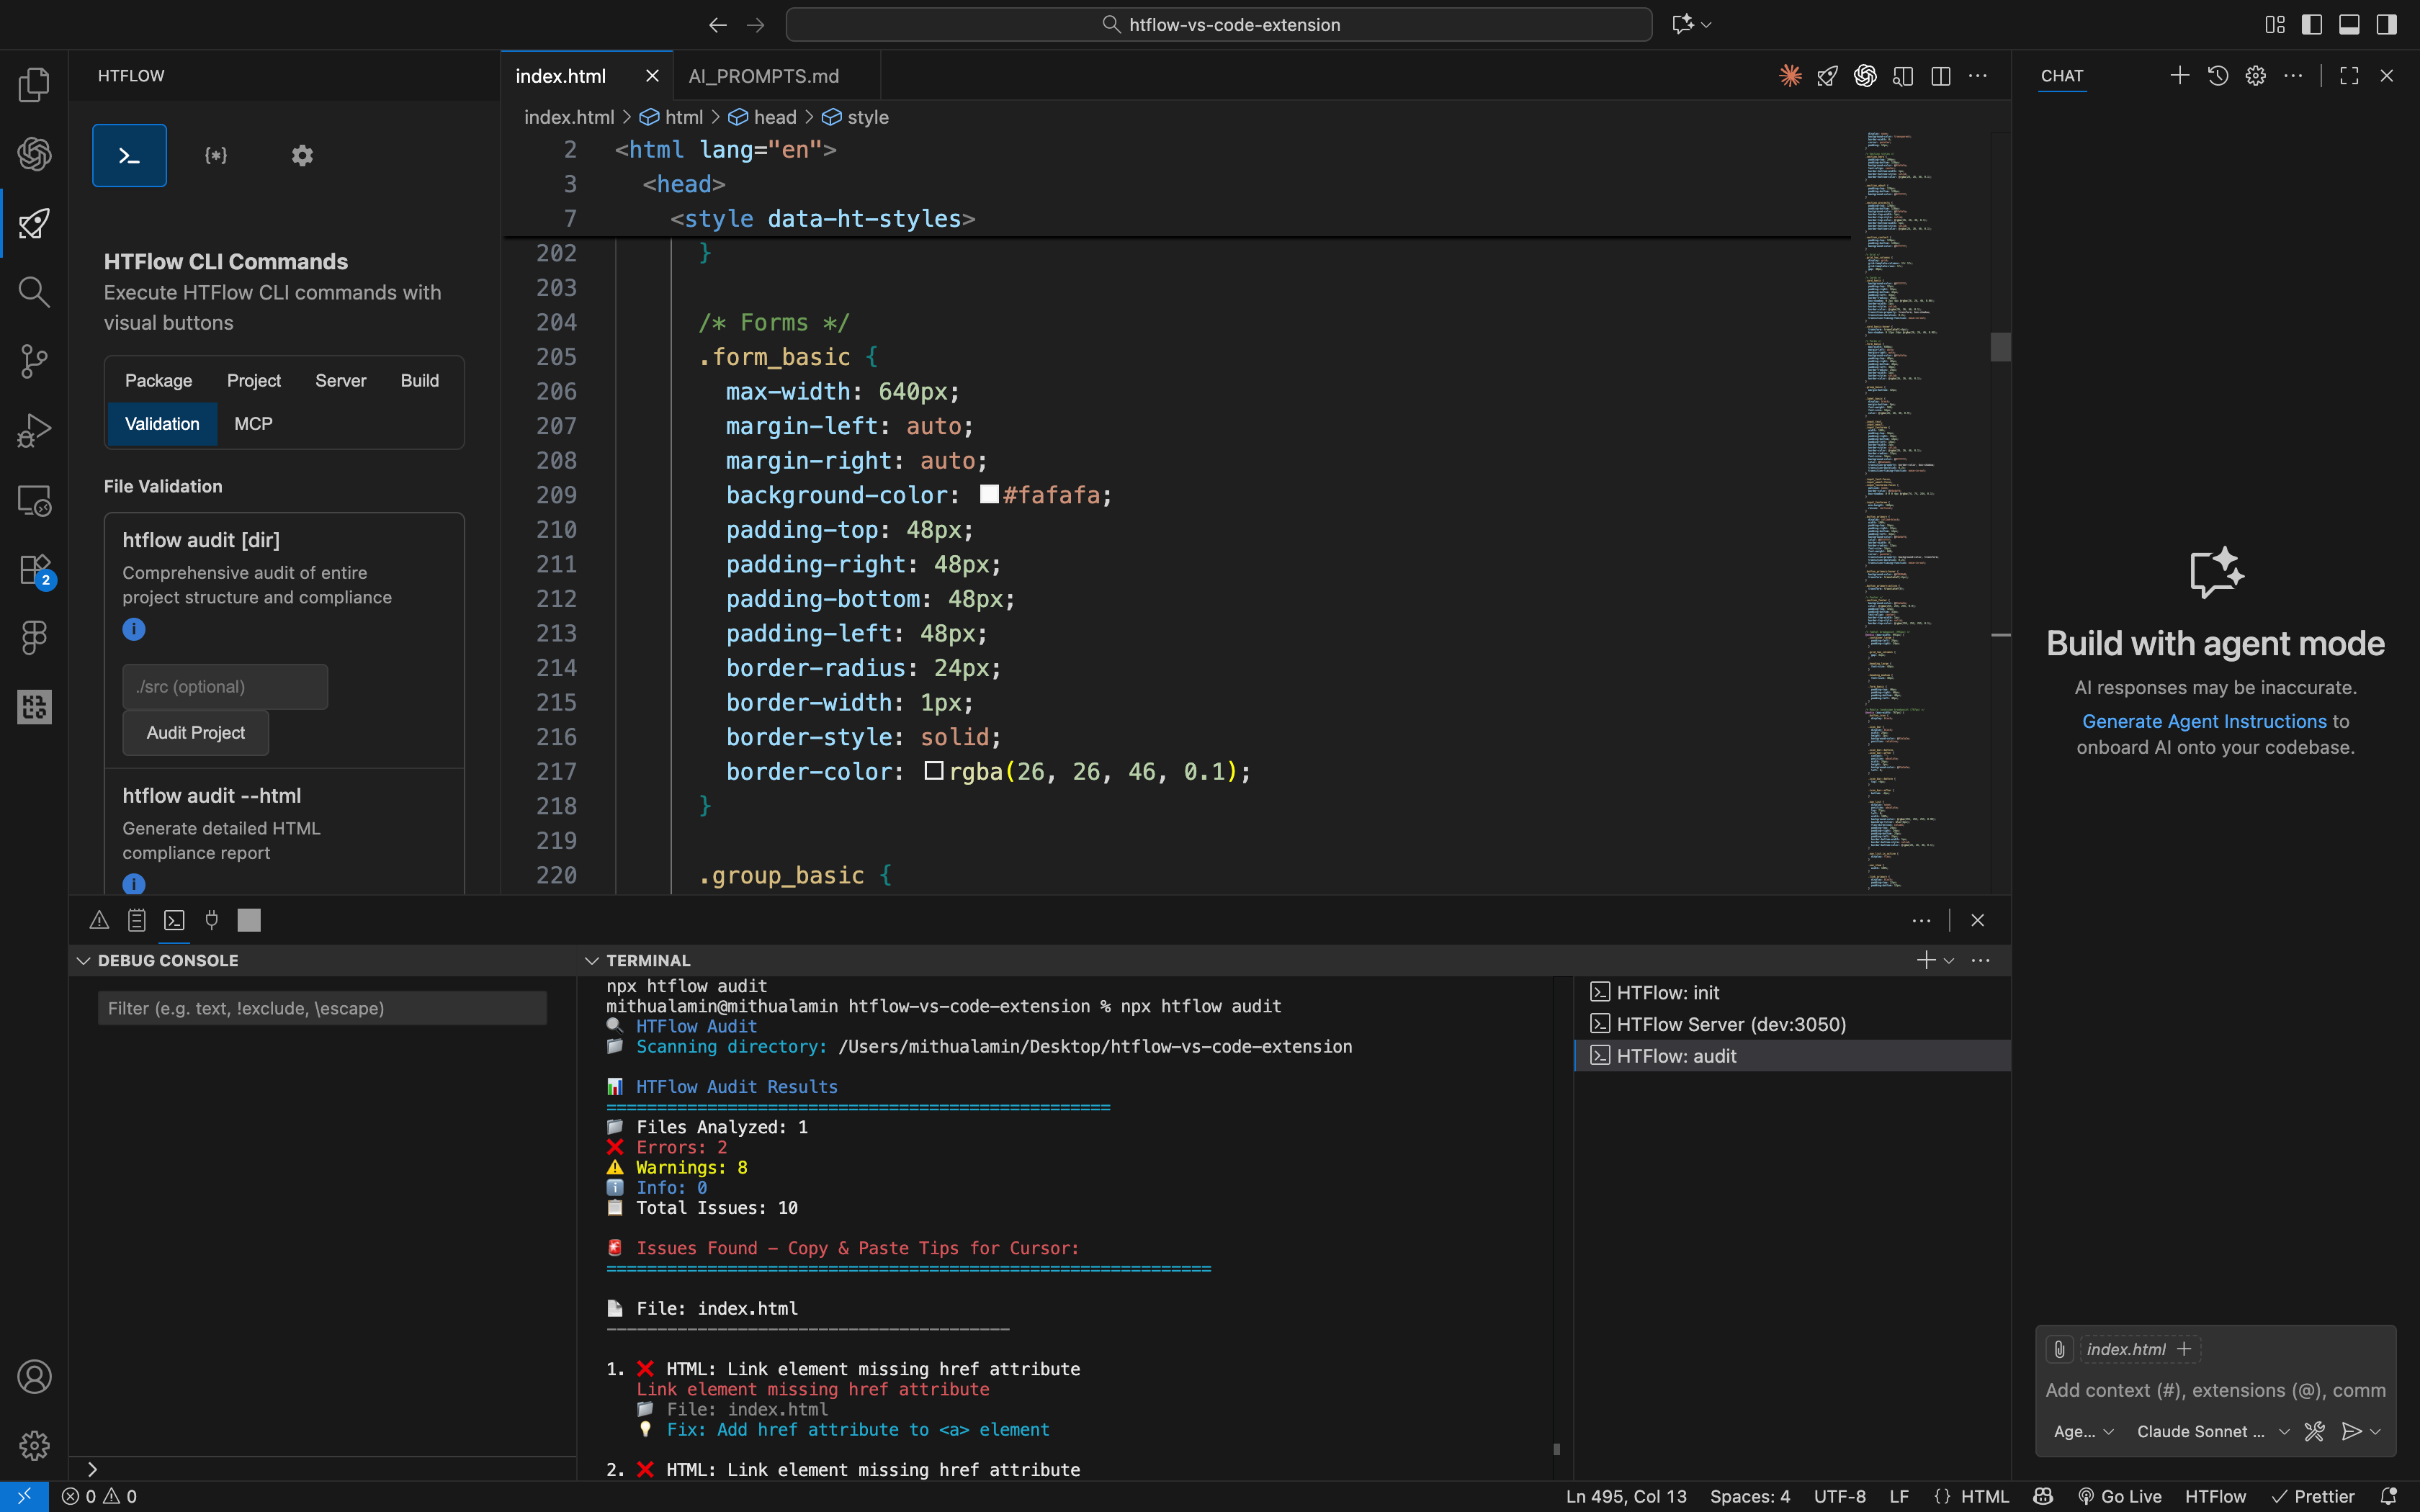 htflow-vs-code-extension
HTFLOW
HTFlow CLI Commands
Execute HTFlow CLI commands with
visual buttons
Package Project Server Build
Validation MCP
File Validation
htflow audit [dir]
Comprehensive audit of entire
project structure and compliance
./src (optional)
Audit Project
htflow audit --html
Generate detailed HTML
compliance report
2
index.html AI_PROMPTS.md
index.html > html > head > style
2 <html lang="en">
3 <head>
7 <style data-ht-styles>
202 }
203
204 /* Forms */
205 .form_basic {
206 max-width: 640px;
207 margin-left: auto;
208 margin-right: auto;
209 background-color: #fafafa;
210 padding-top: 48px;
211 padding-right: 48px;
212 padding-bottom: 48px;
213 padding-left: 48px;
214 border-radius: 24px;
215 border-width: 1px;
216 border-style: solid;
217 border-color: rgba(26, 26, 46, 0.1);
218 }
219
220 .group_basic {
CHAT
Build with agent mode
AI responses may be inaccurate.
Generate Agent Instructions to
onboard AI onto your codebase.
index.html +
Add context (#), extensions (@), comm
Age... Claude Sonnet ...
DEBUG CONSOLE
Filter (e.g. text, !exclude, \escape)
TERMINAL
npx htflow audit
mithualamin@mithualamin htflow-vs-code-extension % npx htflow audit
HTFlow Audit
Scanning directory: /Users/mithualamin/Desktop/htflow-vs-code-extension
HTFlow Audit Results
==================================================
Files Analyzed: 1
Errors: 2
Warnings: 8
Info: 0
Total Issues: 10
Issues Found - Copy & Paste Tips for Cursor:
============================================================
File: index.html
----------------------------------------
1. ❌ HTML: Link element missing href attribute
Link element missing href attribute
File: index.html
Fix: Add href attribute to <a> element
2. ❌ HTML: Link element missing href attribute
HTFlow: init
HTFlow Server (dev:3050)
HTFlow: audit
0 0
Ln 495, Col 13 Spaces: 4 UTF-8 LF {} HTML Go Live HTFlow Prettier